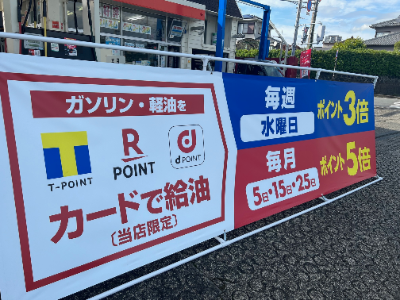 ガソリン・軽油を
T-POINT
R
POINT
d POINT
カードで給油
〔当店限定〕
毎週
水曜日
ポイント3倍
毎月
5日・15日・25日
ポイント5倍